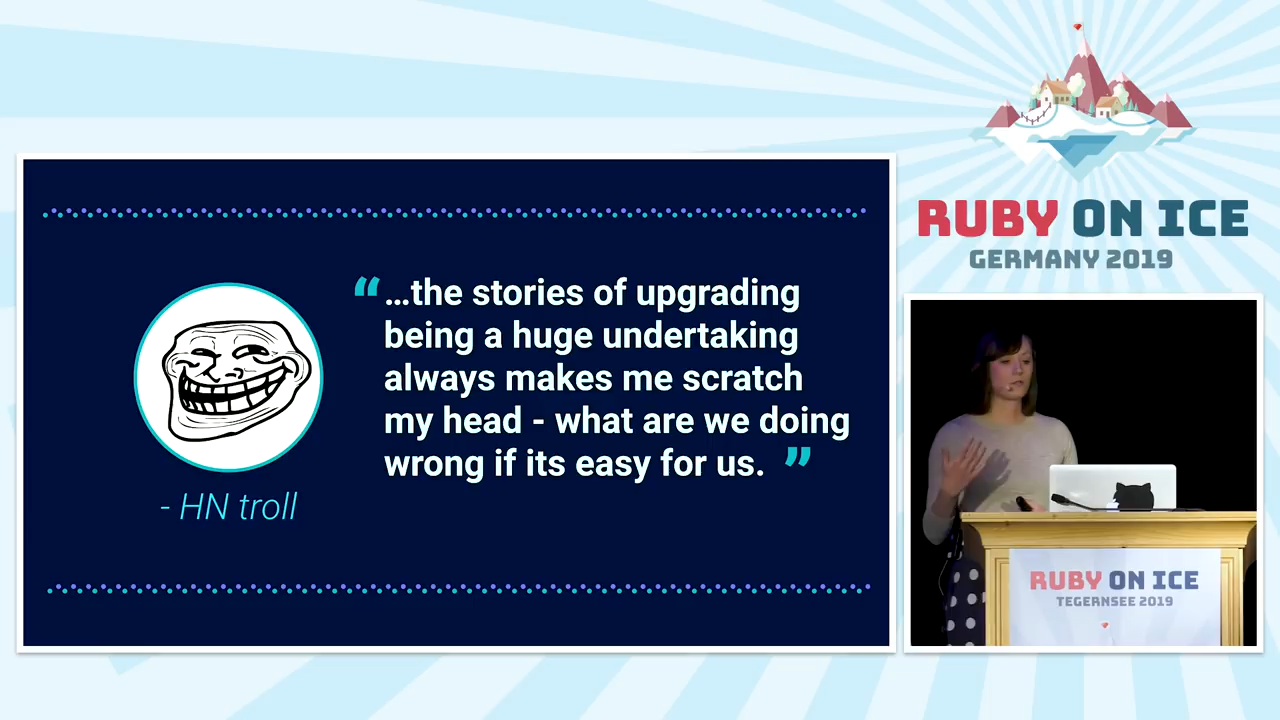 RUBY ON ICE
GERMANY 2019
“ ...the stories of upgrading
being a huge undertaking
always makes me scratch
my head - what are we doing
wrong if its easy for us. ”
- HN troll
RUBY ON ICE
TEGERNSEE 2019